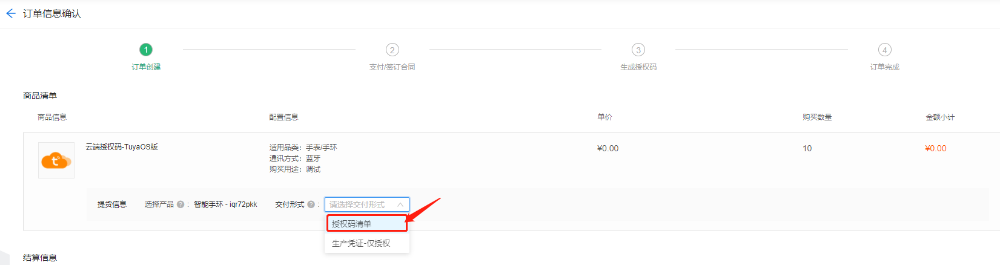 订单信息确认
1
2
3
4
订单创建
支付/签订合同
生成授权码
订单完成
商品清单
商品信息
配置信息
单价
购买数量
金额小计
t
云端授权码-TuyaOS版
适用品类：手表/手环
通讯方式：蓝牙
购买用途：调试
¥0.00
10
¥0.00
提货信息
选择产品 ? : 智能手环 - iqr72pkk
交付形式 ? : 请选择交付形式
授权码清单
生产凭证-仅授权
结算信息